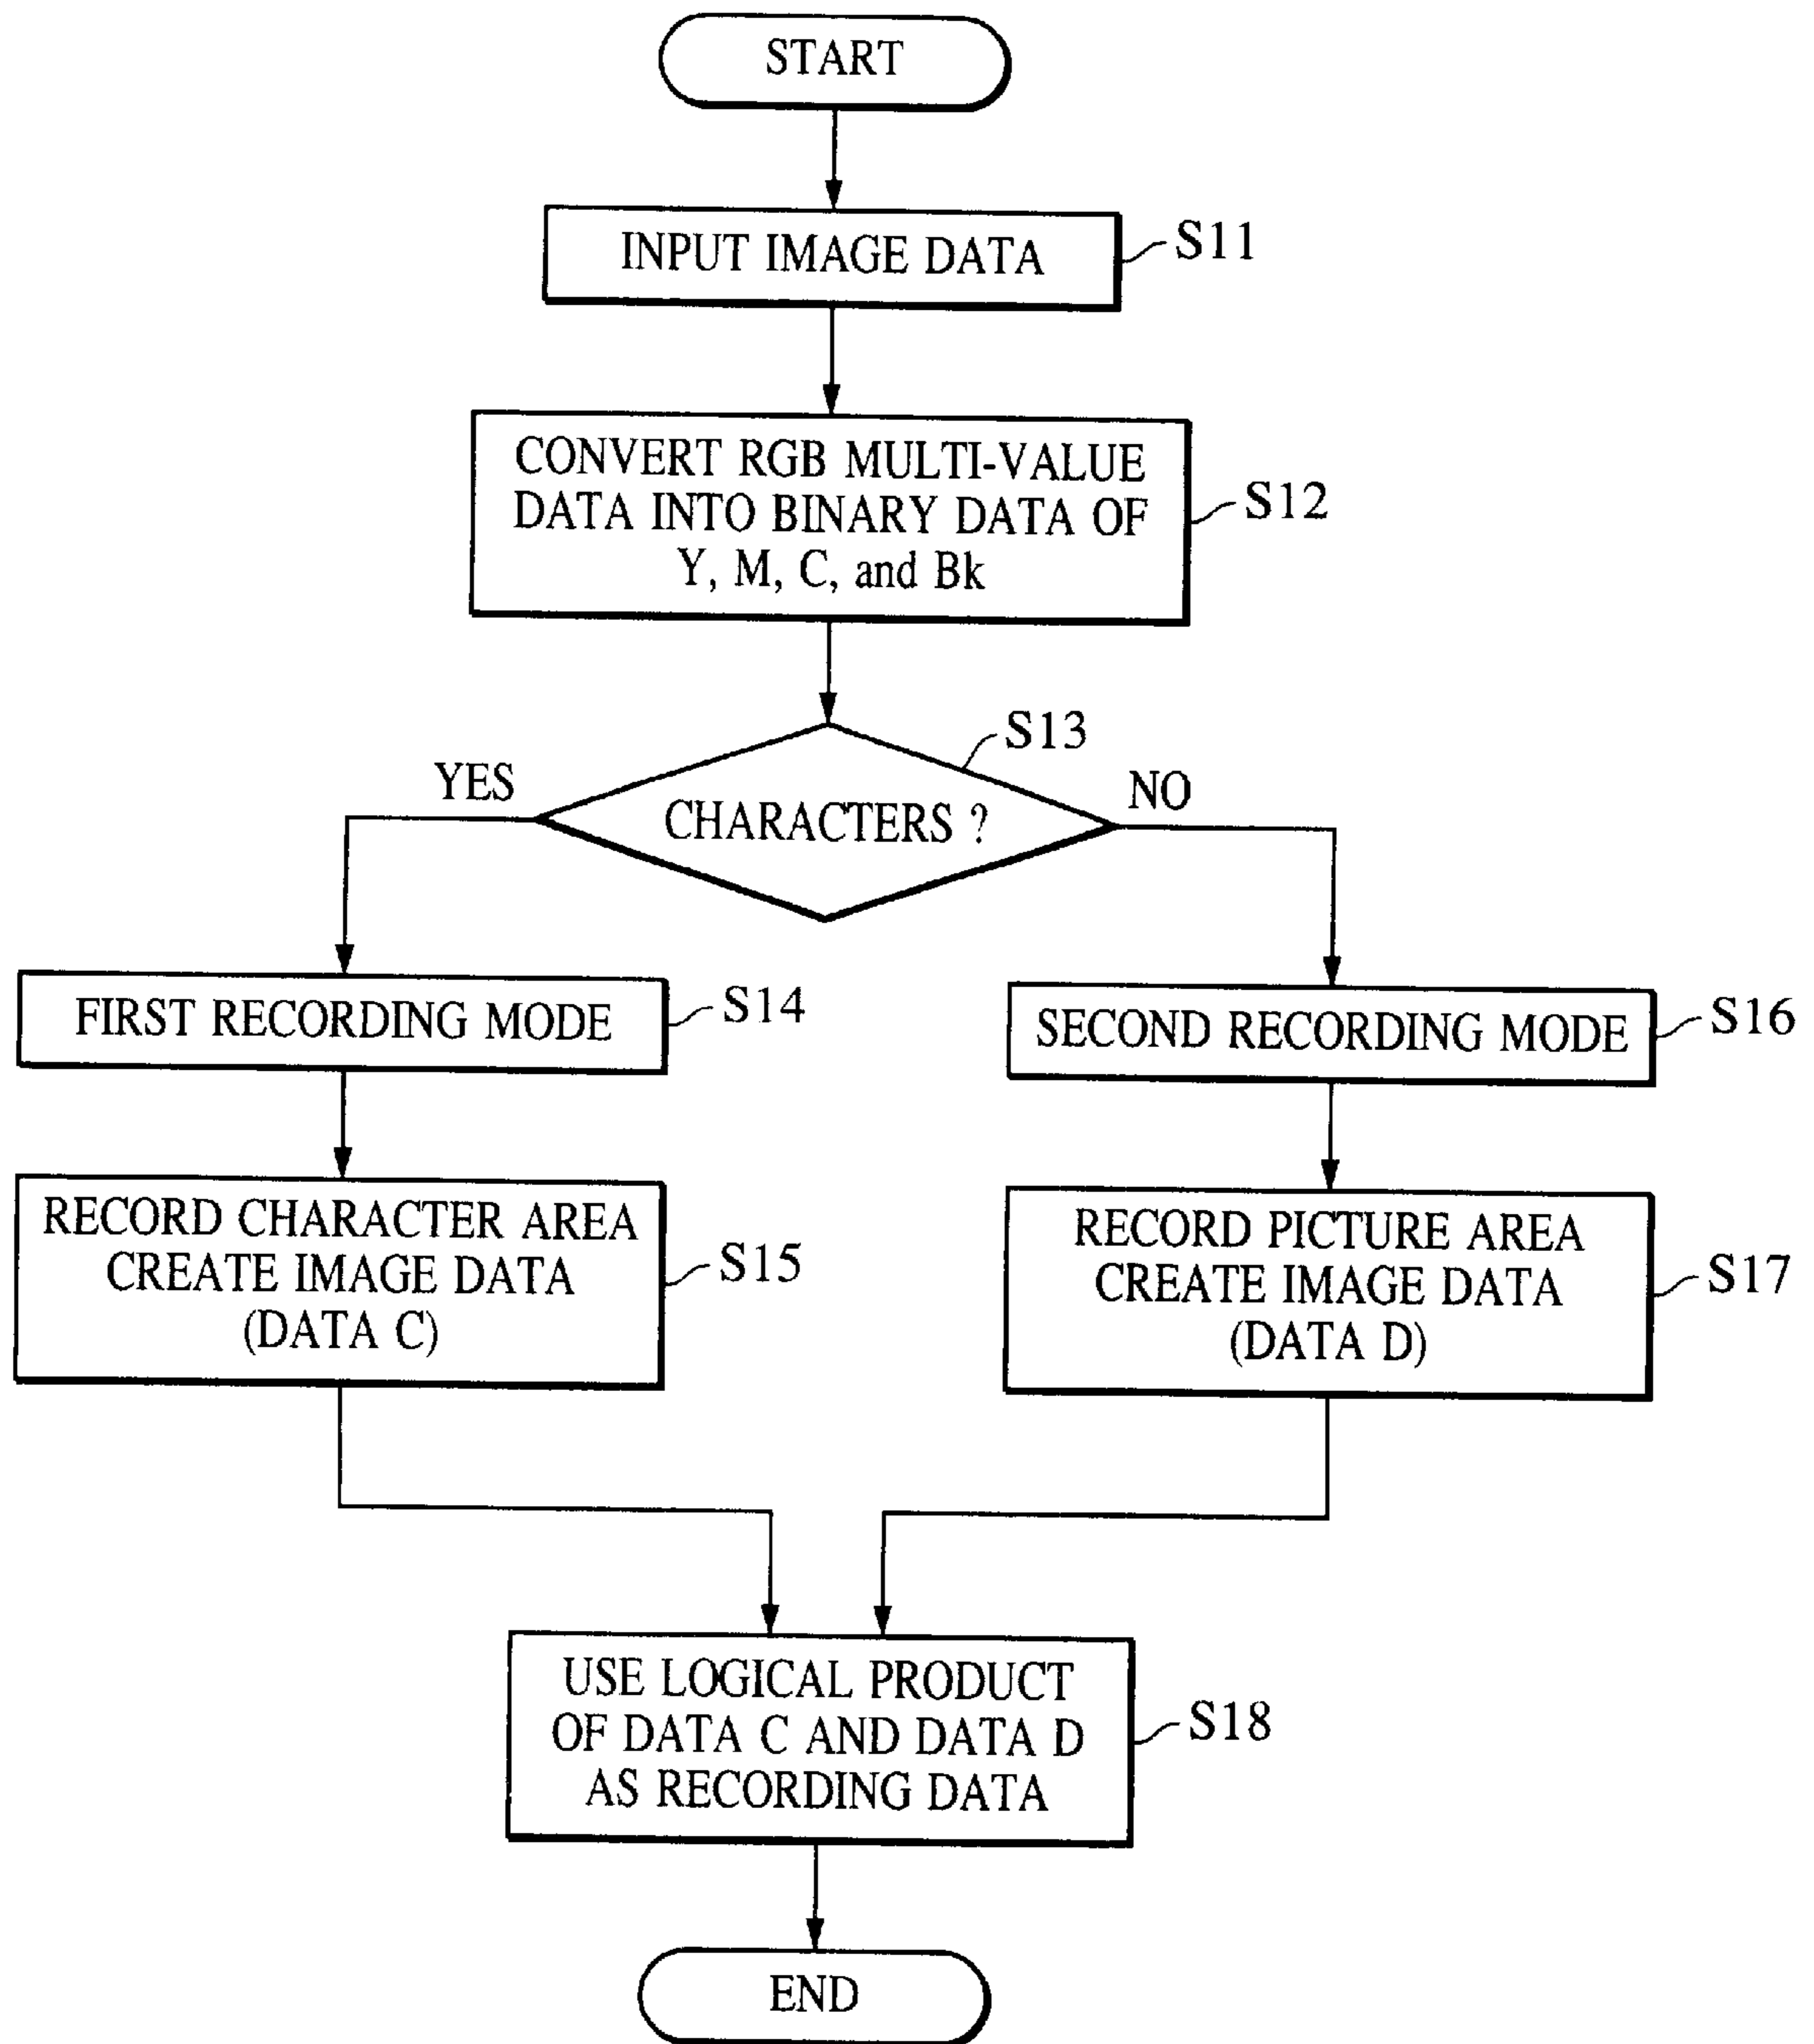 START
INPUT IMAGE DATA
S11
CONVERT RGB MULTI-VALUE
DATA INTO BINARY DATA OF
Y, M, C, and Bk
S12
S13
YES
NO
CHARACTERS ?
FIRST RECORDING MODE
S14
SECOND RECORDING MODE
S16
RECORD CHARACTER AREA
CREATE IMAGE DATA
(DATA C)
S15
RECORD PICTURE AREA
CREATE IMAGE DATA
(DATA D)
S17
USE LOGICAL PRODUCT
OF DATA C AND DATA D
AS RECORDING DATA
S18
END